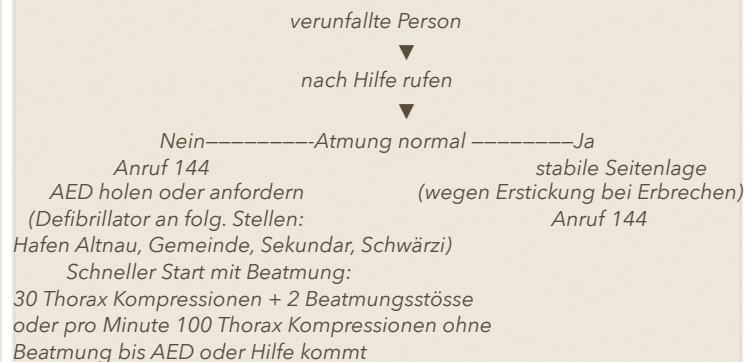 verunfallte Person
▼
nach Hilfe rufen
▼
Nein–––––––––-Atmung normal ––––––––Ja
Anruf 144 stabile Seitenlage
AED holen oder anfordern (wegen Erstickung bei Erbrechen)
(Defibrillator an folg. Stellen: Anruf 144
Hafen Altnau, Gemeinde, Sekundar, Schwärzi)
Schneller Start mit Beatmung:
30 Thorax Kompressionen + 2 Beatmungsstösse
oder pro Minute 100 Thorax Kompressionen ohne
Beatmung bis AED oder Hilfe kommt